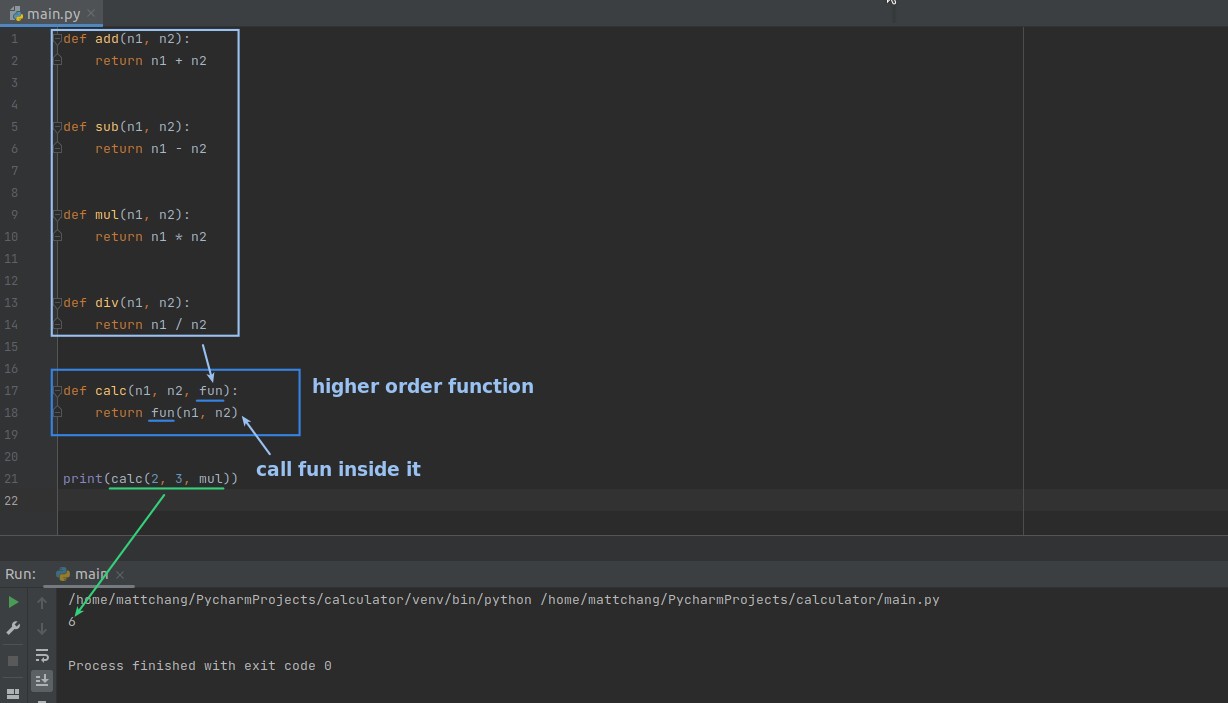 main.py
1 def add(n1, n2):
2     return n1 + n2
3
4
5 def sub(n1, n2):
6     return n1 - n2
7
8
9 def mul(n1, n2):
10     return n1 * n2
11
12
13 def div(n1, n2):
14     return n1 / n2
15
16
17 def calc(n1, n2, fun): higher order function
18     return fun(n1, n2)
19
20
call fun inside it
21 print(calc(2, 3, mul))
22
Run: main
/home/mattchang/PycharmProjects/calculator/venv/bin/python /home/mattchang/PycharmProjects/calculator/main.py
6
Process finished with exit code 0